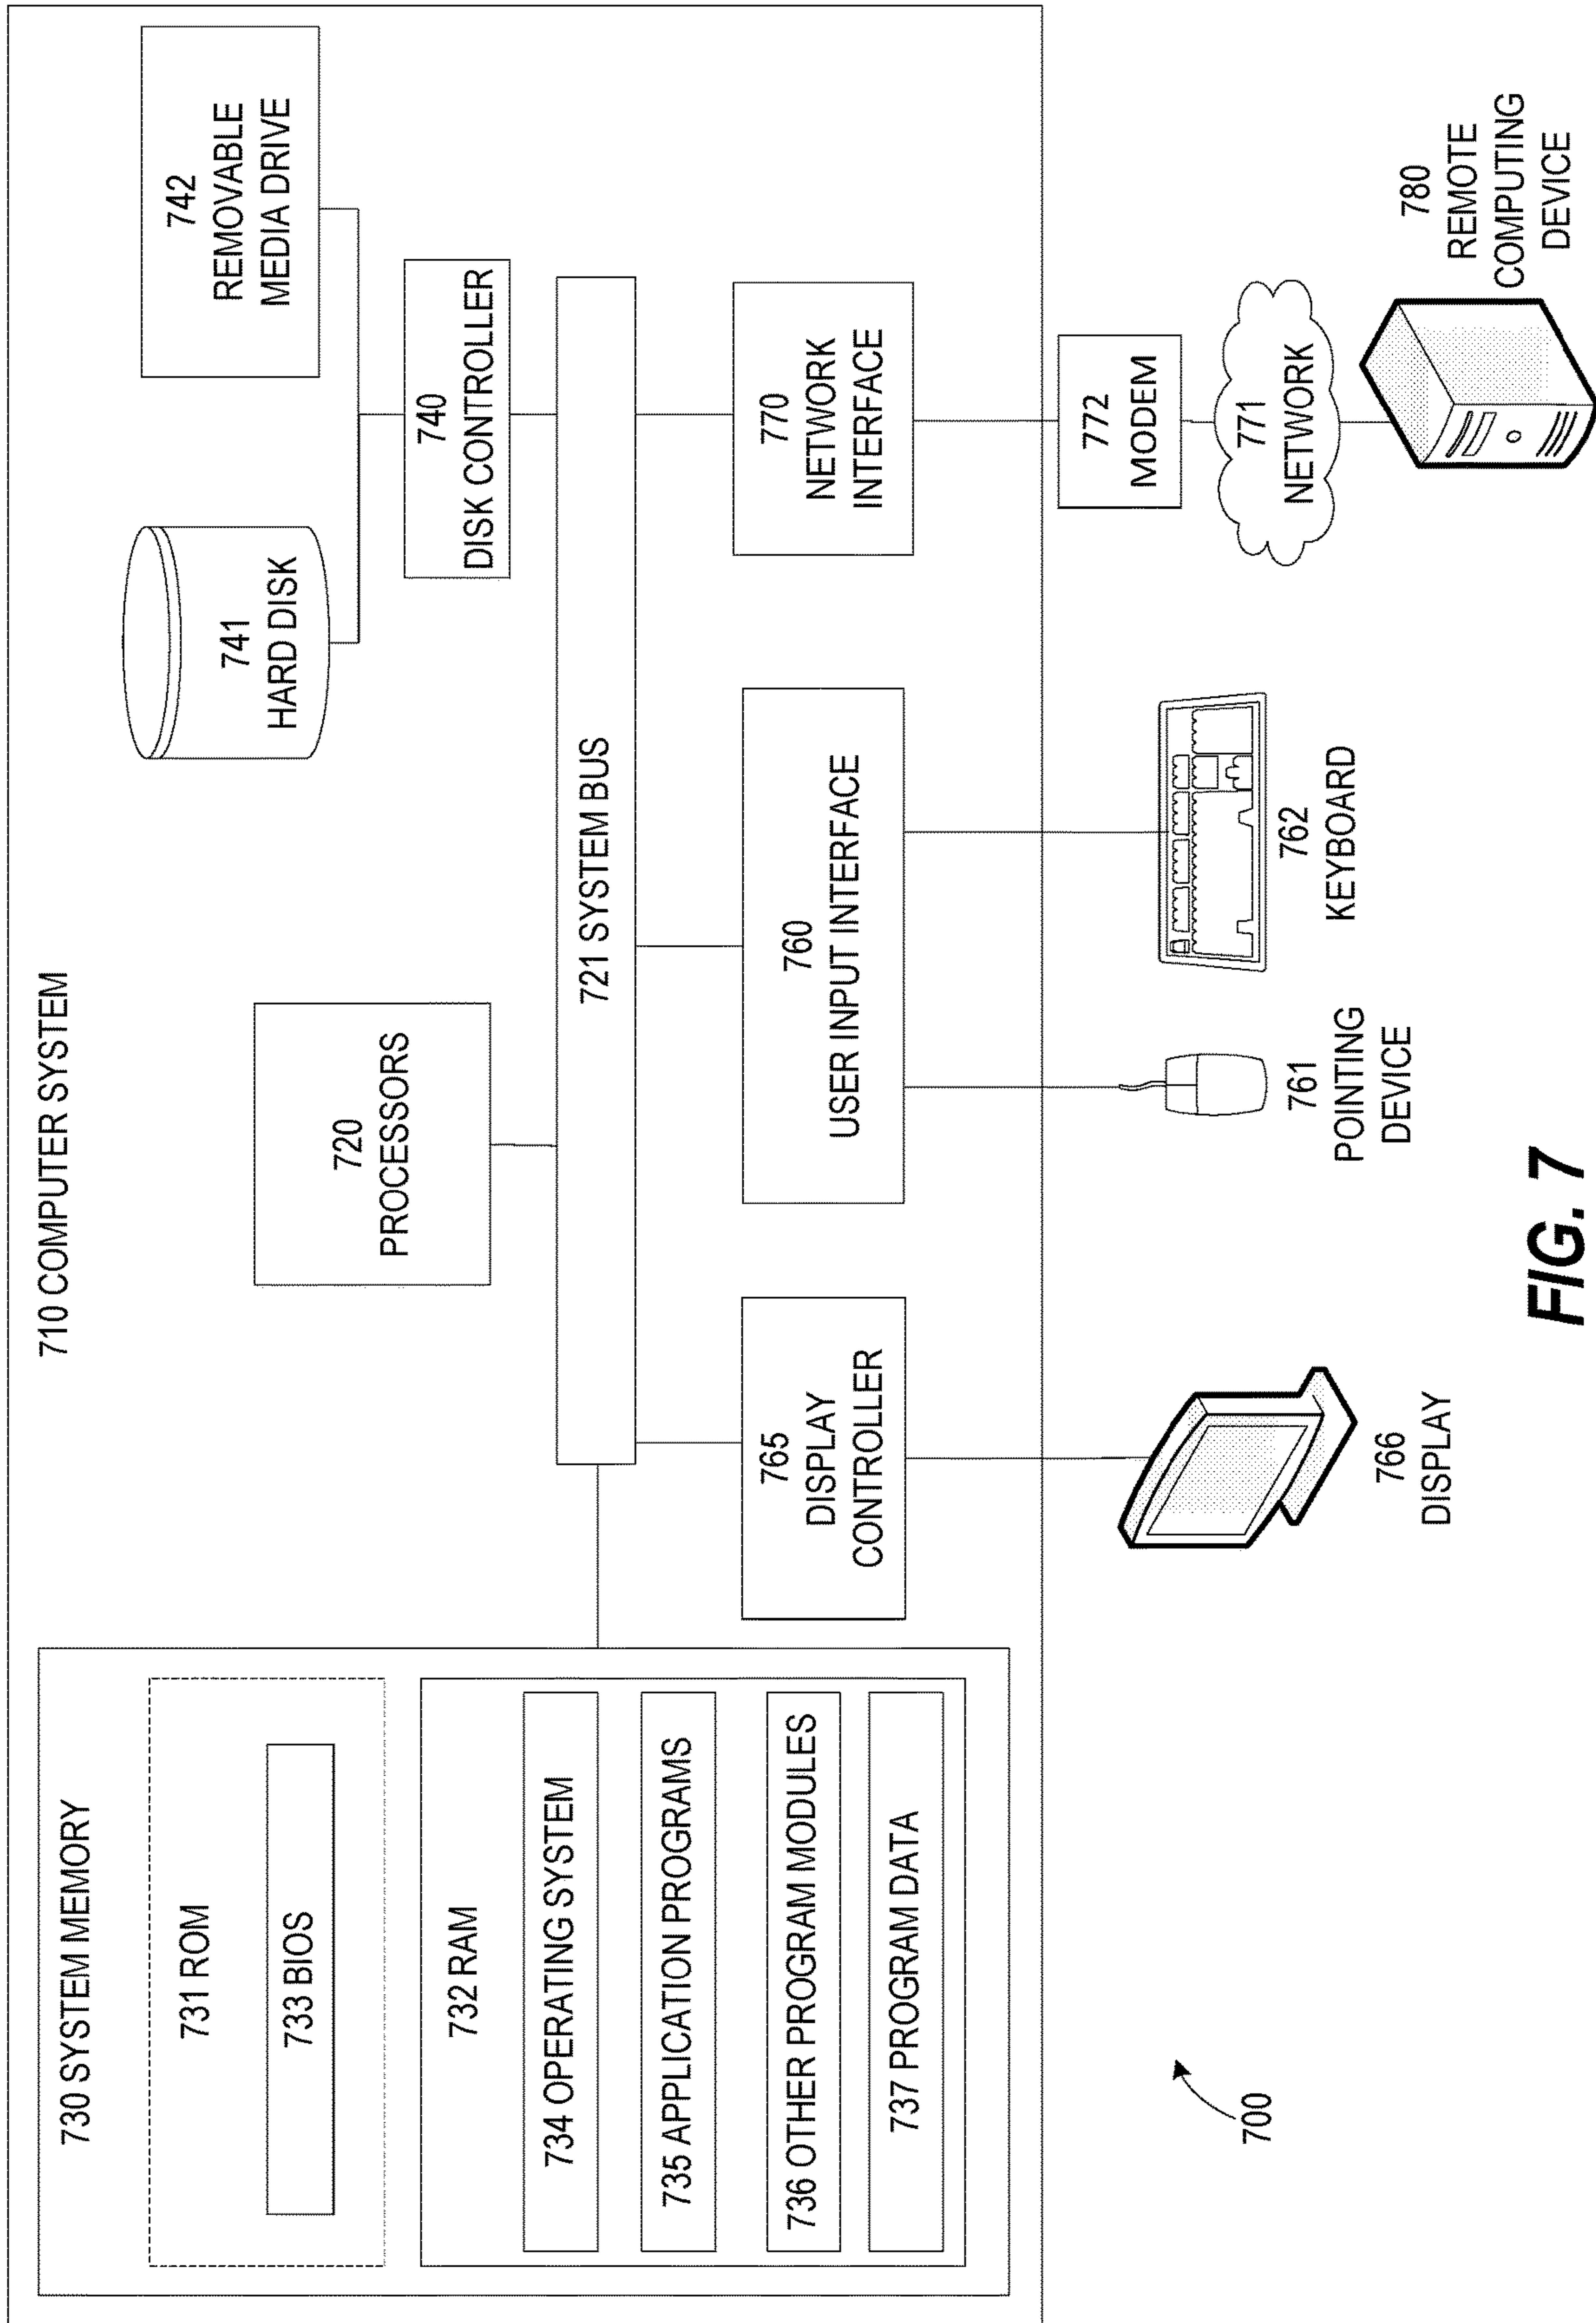 710 COMPUTER SYSTEM
730 SYSTEM MEMORY
731 ROM
733 BIOS
732 RAM
734 OPERATING SYSTEM
735 APPLICATION PROGRAMS
736 OTHER PROGRAM MODULES
737 PROGRAM DATA
720
PROCESSORS
741
HARD DISK
742
REMOVABLE
MEDIA DRIVE
740
DISK CONTROLLER
721 SYSTEM BUS
765
DISPLAY
CONTROLLER
760
USER INPUT INTERFACE
770
NETWORK
INTERFACE
772
MODEM
771
NETWORK
766
DISPLAY
761
POINTING
DEVICE
762
KEYBOARD
780
REMOTE
COMPUTING
DEVICE
700
FIG. 7